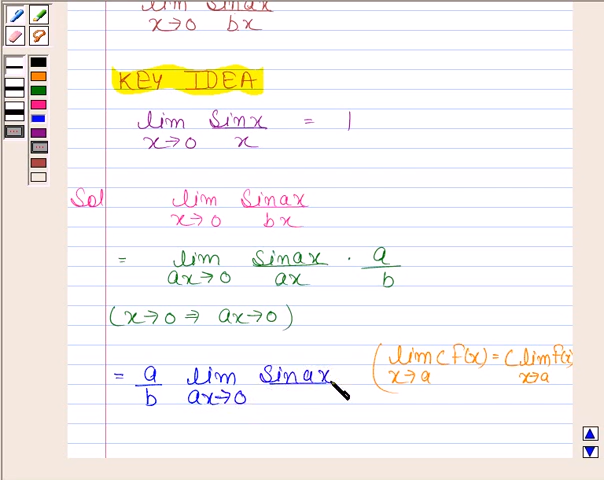 lim sinax
x→0 bx
KEY IDEA
lim sinx = 1
x→0 x
Sol lim sinax
x→0 bx
= lim sinax · a
ax→0 ax b
(x→0 ⇒ ax→0)
= a lim sinax
b ax→0
(lim c f(x) = c lim f(x)
x→a x→a